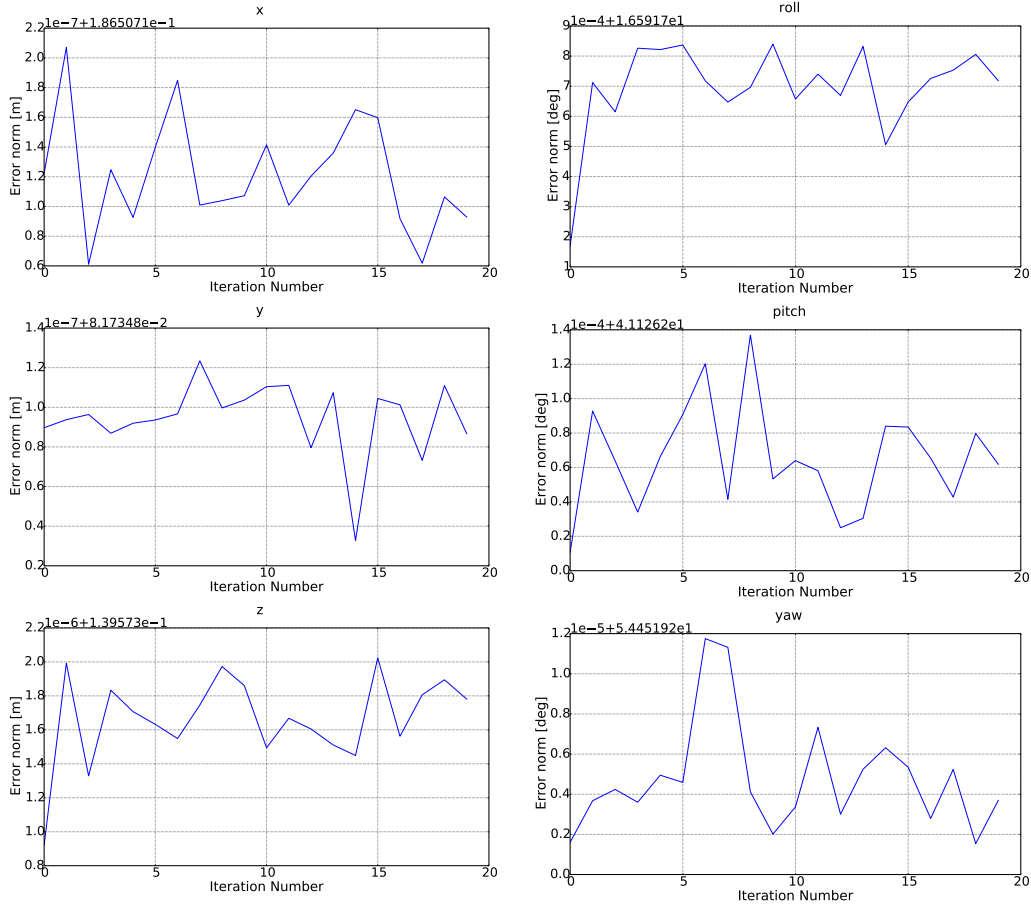 x
1e−7+1.865071e−1
2.2
2.0
1.8
1.6
1.4
1.2
1.0
0.8
0.6
Error norm [m]
0 5 10 15 20
Iteration Number
roll
1e−4+1.65917e1
9
8
7
6
5
4
3
2
1
Error norm [deg]
0 5 10 15 20
Iteration Number
y
1e−7+8.17348e−2
1.4
1.2
1.0
0.8
0.6
0.4
0.2
Error norm [m]
0 5 10 15 20
Iteration Number
pitch
1e−4+4.11262e1
1.4
1.2
1.0
0.8
0.6
0.4
0.2
0.0
Error norm [deg]
0 5 10 15 20
Iteration Number
z
1e−6+1.39573e−1
2.2
2.0
1.8
1.6
1.4
1.2
1.0
0.8
Error norm [m]
0 5 10 15 20
Iteration Number
yaw
1e−5+5.445192e1
1.2
1.0
0.8
0.6
0.4
0.2
0.0
Error norm [deg]
0 5 10 15 20
Iteration Number